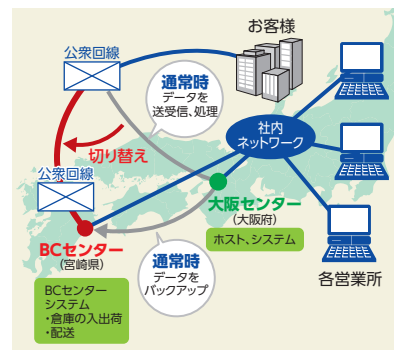 お客様
公衆回線
通常時
データを
送受信、処理
社内
ネットワーク
切り替え
公衆回線
大阪センター
(大阪府)
ホスト、システム
BCセンター
(宮崎県)
通常時
データを
バックアップ
各営業所
BCセンター
システム
・倉庫の入出荷
・配送